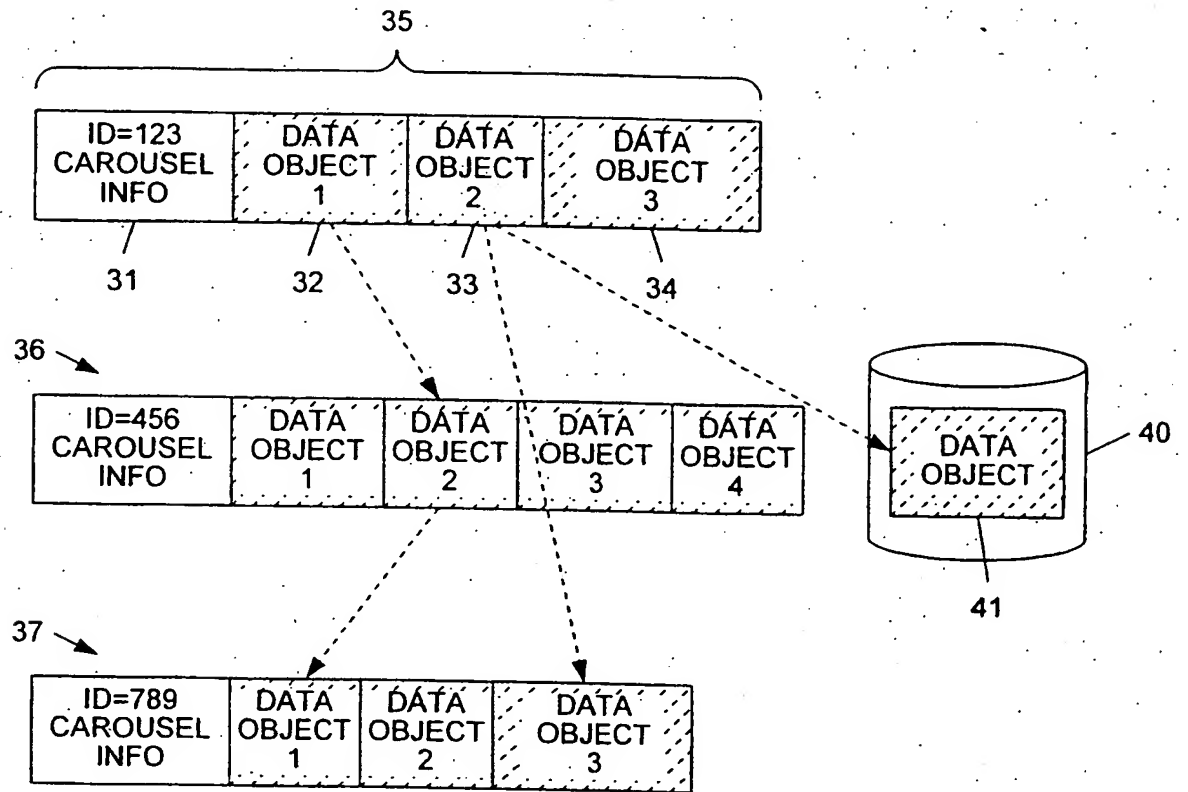 35
ID=123
CAROUSEL
INFO
DATA
OBJECT
1
DATA
OBJECT
2
DATA
OBJECT
3
31
32
33
34
36
ID=456
CAROUSEL
INFO
DATA
OBJECT
1
DATA
OBJECT
2
DATA
OBJECT
3
DATA
OBJECT
4
DATA
OBJECT
40
41
37
ID=789
CAROUSEL
INFO
DATA
OBJECT
1
DATA
OBJECT
2
DATA
OBJECT
3